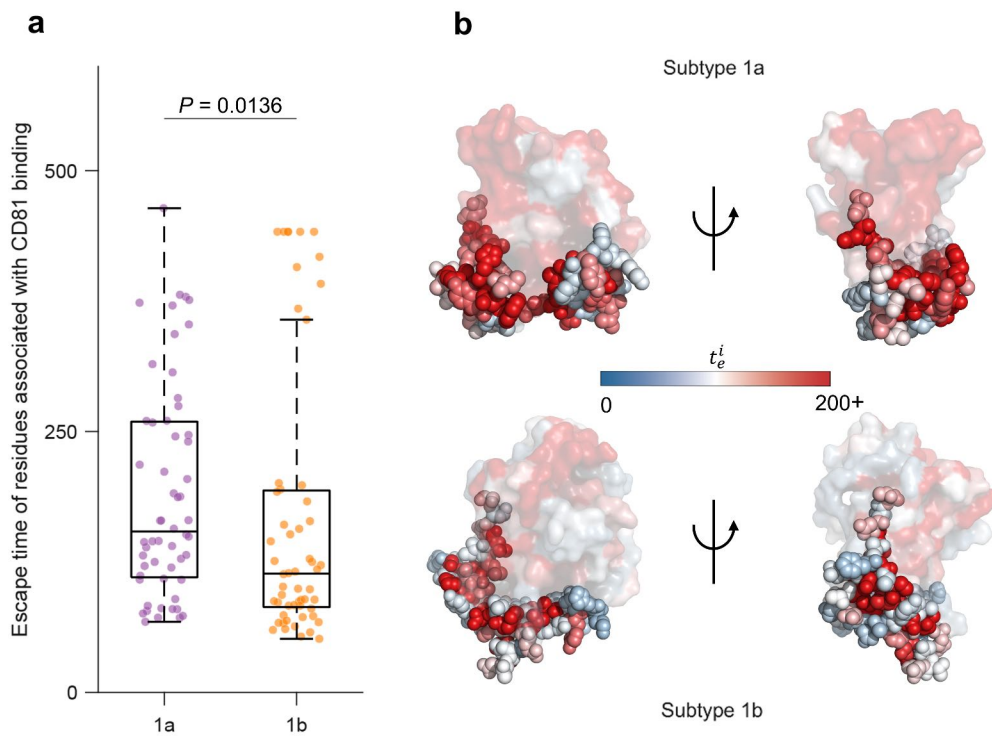 a
b
Subtype 1a
P = 0.0136
Escape time of residues associated with CD81 binding
500
250
0
1a
1b
t_e^i
0
200+
Subtype 1b